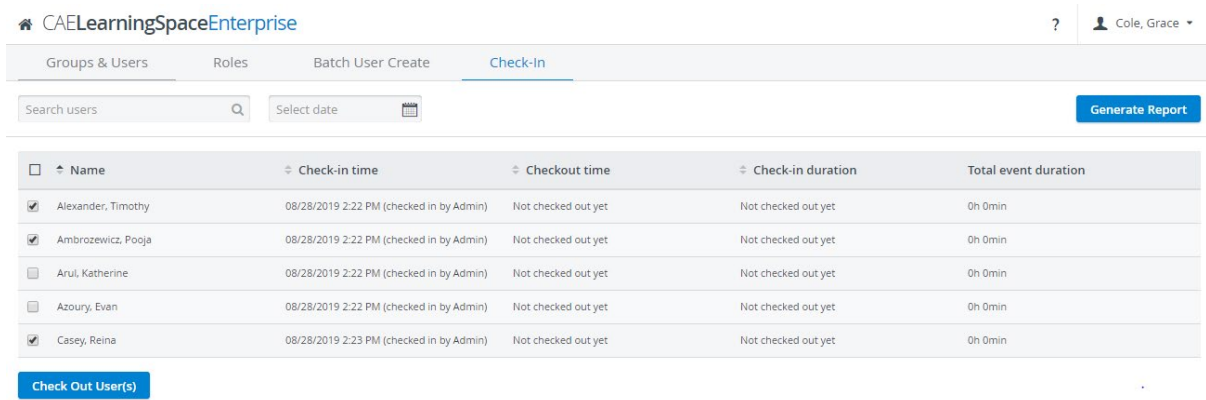 CAELearningSpaceEnterprise ? Cole, Grace
Groups & Users Roles Batch User Create Check-In
Search users Select date Generate Report
Name Check-in time Checkout time Check-in duration Total event duration
Alexander, Timothy 08/28/2019 2:22 PM (checked in by Admin) Not checked out yet Not checked out yet 0h 0min
Ambrozewicz, Pooja 08/28/2019 2:22 PM (checked in by Admin) Not checked out yet Not checked out yet 0h 0min
Arul, Katherine 08/28/2019 2:22 PM (checked in by Admin) Not checked out yet Not checked out yet 0h 0min
Azoury, Evan 08/28/2019 2:22 PM (checked in by Admin) Not checked out yet Not checked out yet 0h 0min
Casey, Reina 08/28/2019 2:23 PM (checked in by Admin) Not checked out yet Not checked out yet 0h 0min
Check Out User(s)